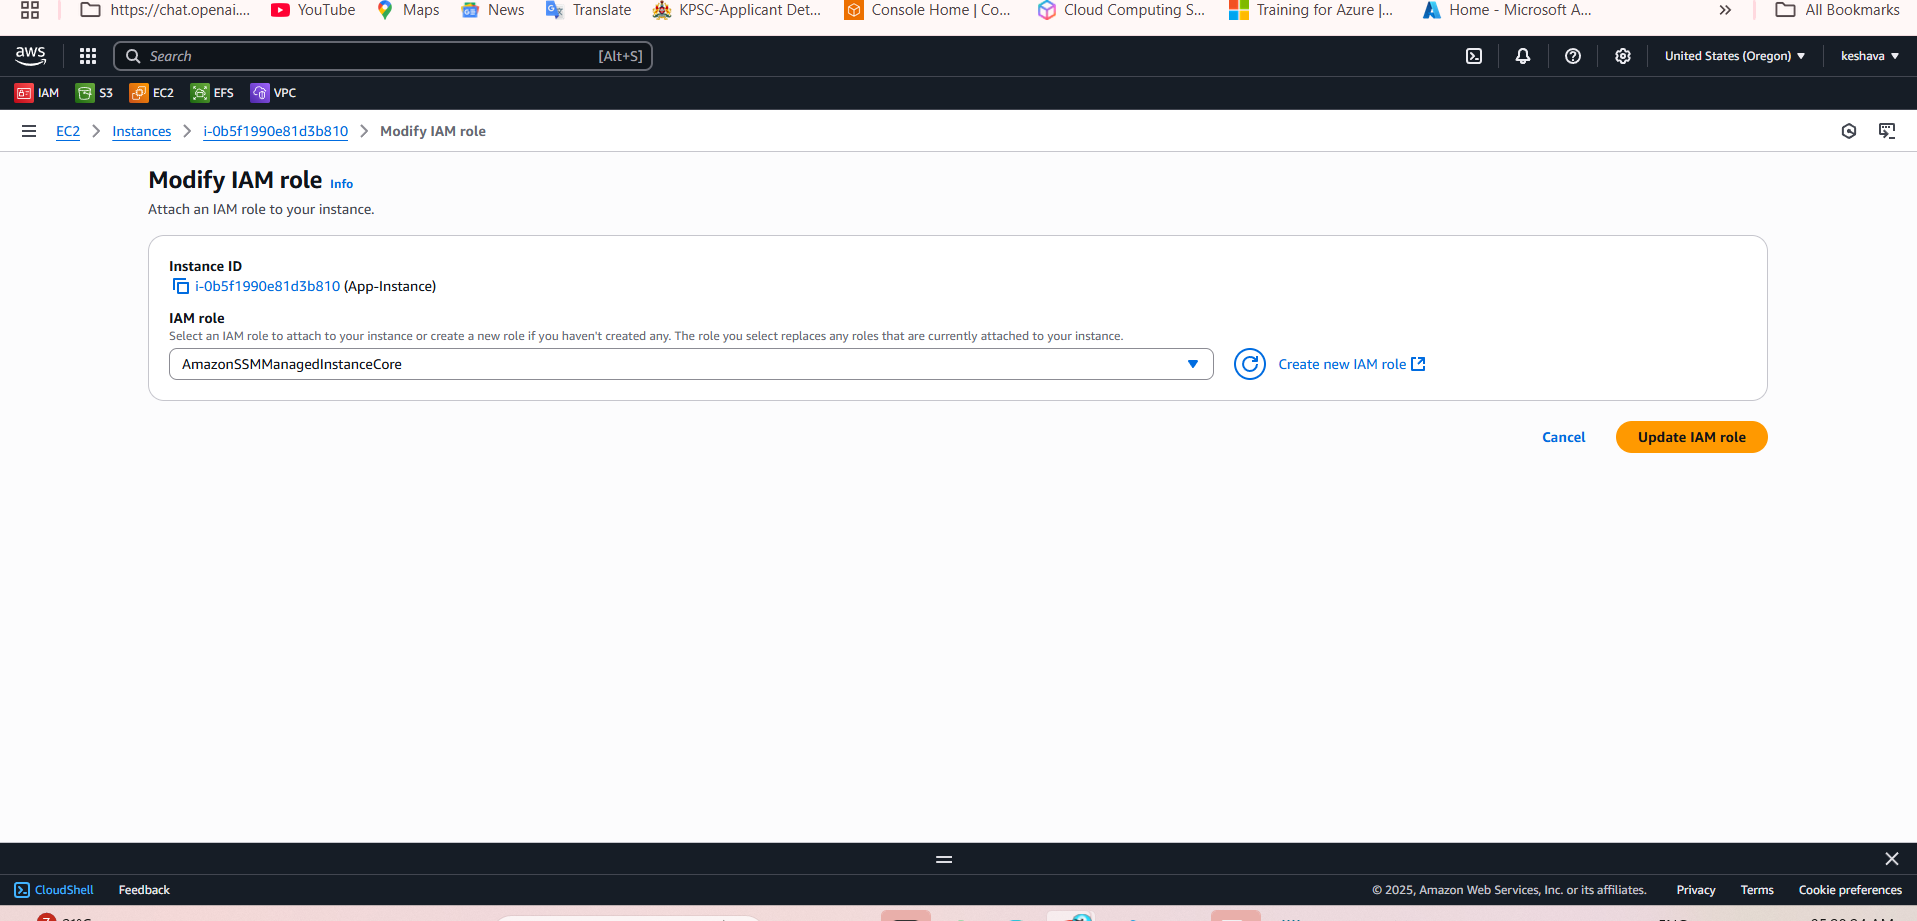 https://chat.openai.... YouTube Maps News Translate KPSC-Applicant Det... Console Home | Co... Cloud Computing S... Training for Azure |... Home - Microsoft A... All Bookmarks
aws Search [Alt+S] United States (Oregon) keshava
IAM S3 EC2 EFS VPC
EC2 Instances i-0b5f1990e81d3b810 Modify IAM role
Modify IAM role Info
Attach an IAM role to your instance.
Instance ID
i-0b5f1990e81d3b810 (App-Instance)
IAM role
Select an IAM role to attach to your instance or create a new role if you haven't created any. The role you select replaces any roles that are currently attached to your instance.
AmazonSSMManagedInstanceCore Create new IAM role
Cancel Update IAM role
CloudShell Feedback © 2025, Amazon Web Services, Inc. or its affiliates. Privacy Terms Cookie preferences